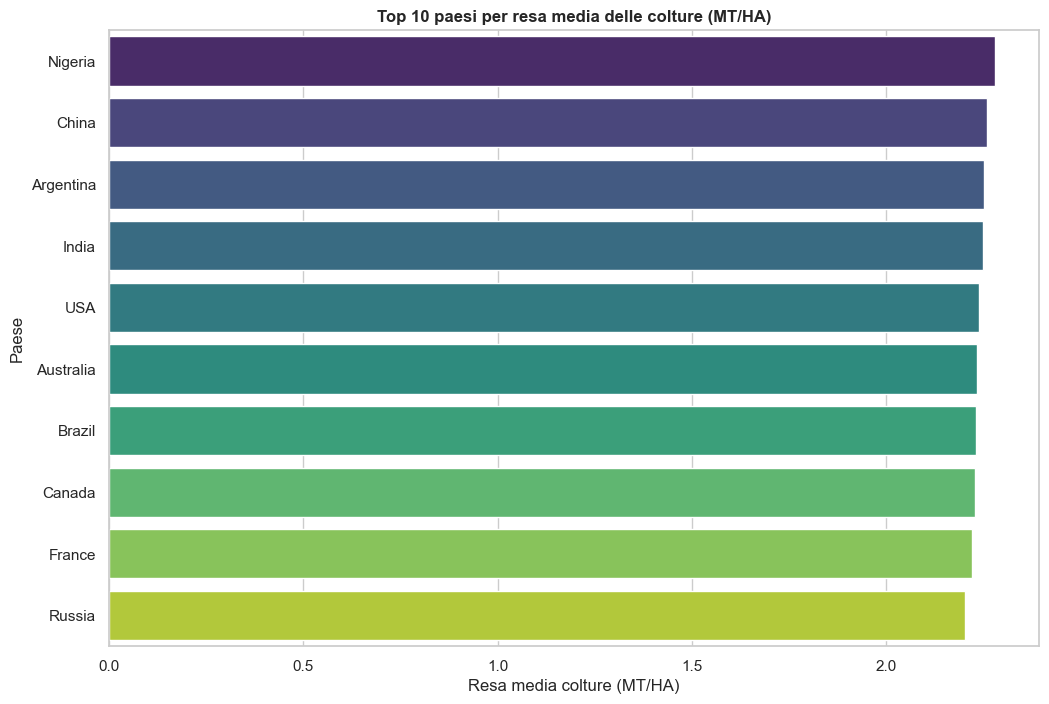 Top 10 paesi per resa media delle colture (MT/HA)
Nigeria
China
Argentina
India
USA
Australia
Brazil
Canada
France
Russia
Paese
0.0 0.5 1.0 1.5 2.0
Resa media colture (MT/HA)